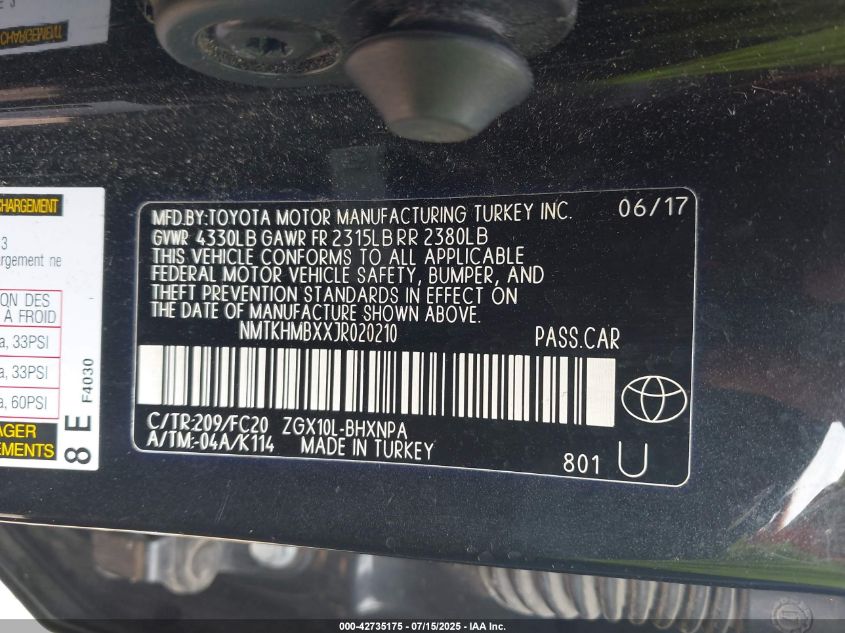 E 3
CHARGEMENT
CHARGEMENT
3
argement ne
ON DES
À FROID
a, 33PSI
a, 33PSI
a, 60PSI
AGER
EMENTS
8 E
F4030
MFD.BY:TOYOTA MOTOR MANUFACTURING TURKEY INC. 06/17
GVWR 4330LB GAWR FR 2315LB RR 2380LB
THIS VEHICLE CONFORMS TO ALL APPLICABLE
FEDERAL MOTOR VEHICLE SAFETY, BUMPER, AND
THEFT PREVENTION STANDARDS IN EFFECT ON
THE DATE OF MANUFACTURE SHOWN ABOVE.
NMTKHMBXXJR020210 PASS.CAR
C/TR:209/FC20 ZGX10L-BHXNPA
A/TM:-04A/K114 MADE IN TURKEY
801 U
000-42735175 - 07/15/2025 - IAA Inc.